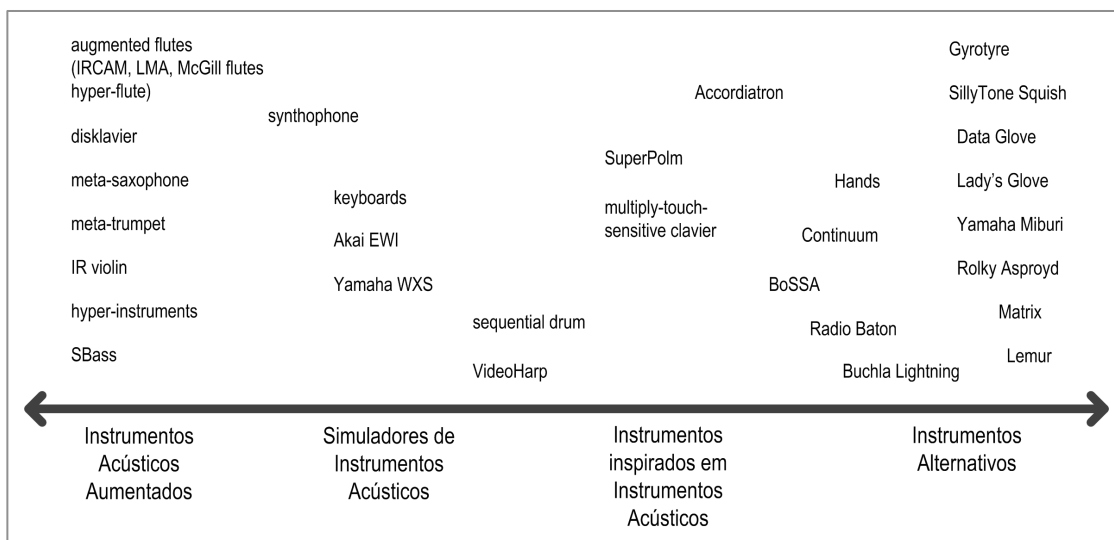 augmented flutes
(IRCAM, LMA, McGill flutes
hyper-flute)
disklavier
meta-saxophone
meta-trumpet
IR violin
hyper-instruments
SBass
synthophone
keyboards
Akai EWI
Yamaha WXS
sequential drum
VideoHarp
SuperPolm
multiply-touch-
sensitive clavier
Accordiatron
Hands
Continuum
BoSSA
Radio Baton
Buchla Lightning
Gyrotyre
SillyTone Squish
Data Glove
Lady's Glove
Yamaha Miburi
Rolky Asproyd
Matrix
Lemur
Instrumentos
Acústicos
Aumentados
Simuladores de
Instrumentos
Acústicos
Instrumentos
inspirados em
Instrumentos
Acústicos
Instrumentos
Alternativos